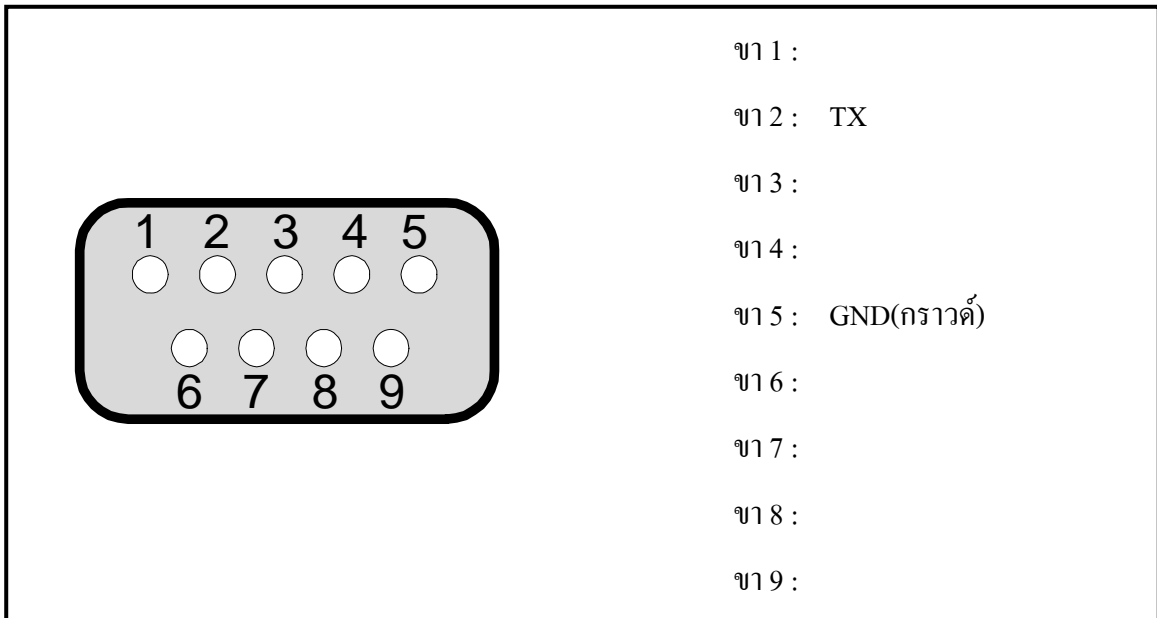 1 2 3 4 5
6 7 8 9
ขา 1 :
ขา 2 : TX
ขา 3 :
ขา 4 :
ขา 5 : GND(กราวด์)
ขา 6 :
ขา 7 :
ขา 8 :
ขา 9 :